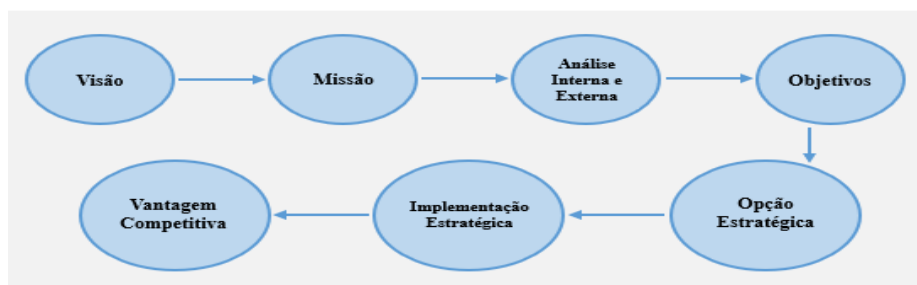 Visão
Missão
Análise
Interna e
Externa
Objetivos
Opção
Estratégica
Implementação
Estratégica
Vantagem
Competitiva